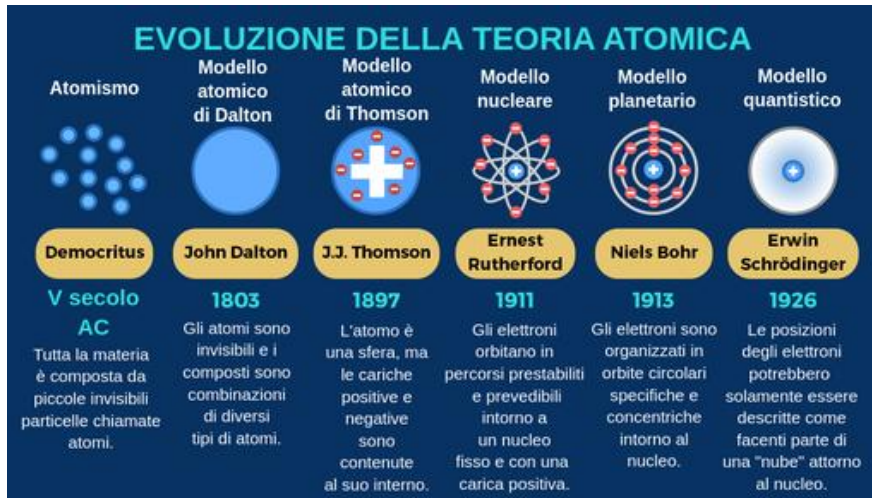 EVOLUZIONE DELLA TEORIA ATOMICA
Atomismo
Democritus
V secolo
AC
Tutta la materia
è composta da
piccole invisibili
particelle chiamate
atomi.
Modello
atomico
di Dalton
John Dalton
1803
Gli atomi sono
invisibili e i
composti sono
combinazioni
di diversi
tipi di atomi.
Modello
atomico
di Thomson
J.J. Thomson
1897
L'atomo è
una sfera, ma
le cariche
positive e
negative
sono
contenute
al suo interno.
Modello
nucleare
Ernest
Rutherford
1911
Gli elettroni
orbitano in
percorsi prestabiliti
e prevedibili
intorno a
un nucleo
fisso e con una
carica positiva.
Modello
planetario
Niels Bohr
1913
Gli elettroni sono
organizzati in
orbite circolari
specifiche e
concentriche
intorno al
nucleo.
Modello
quantistico
Erwin
Schrödinger
1926
Le posizioni
degli elettroni
potrebbero
solamente essere
descritte come
facenti parte di
una "nube" attorno
al nucleo.